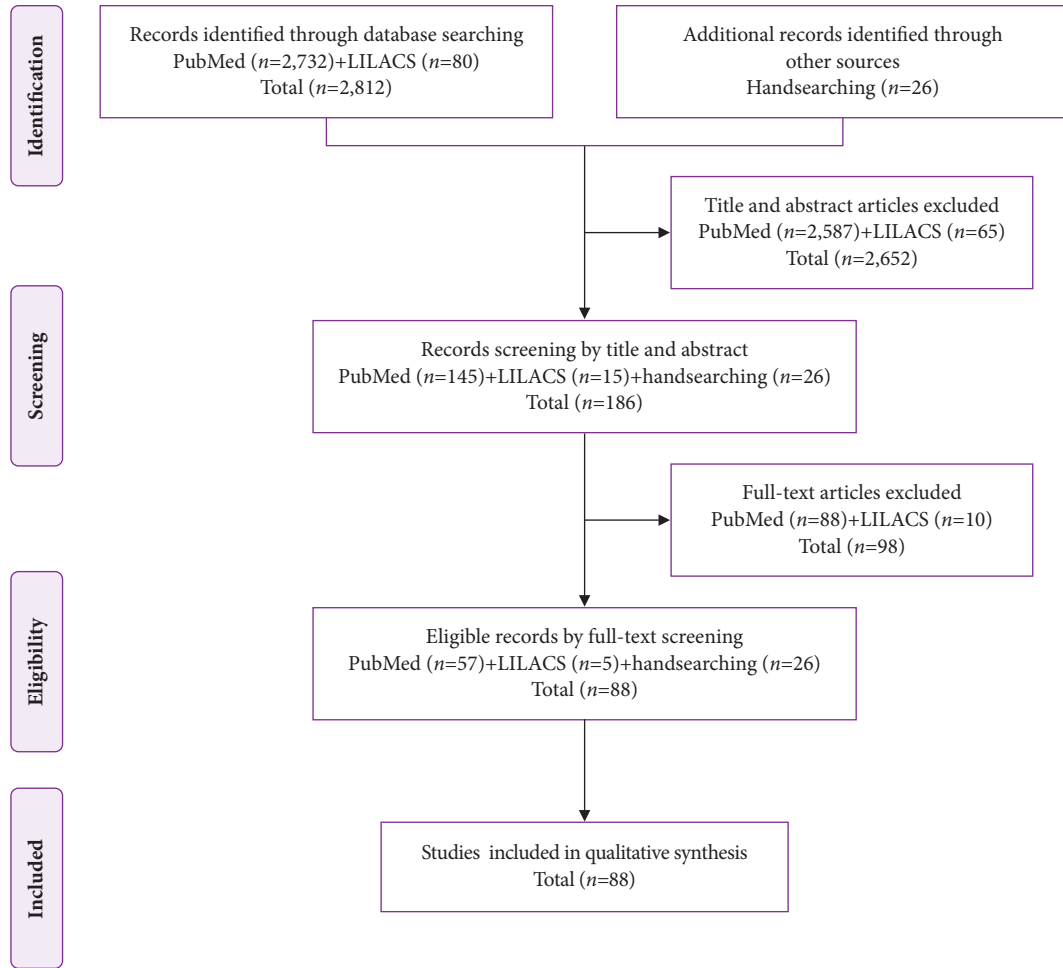 Identification
Records identified through database searching
PubMed (n=2,732)+LILACS (n=80)
Total (n=2,812)
Additional records identified through
other sources
Handsearching (n=26)
Title and abstract articles excluded
PubMed (n=2,587)+LILACS (n=65)
Total (n=2,652)
Screening
Records screening by title and abstract
PubMed (n=145)+LILACS (n=15)+handsearching (n=26)
Total (n=186)
Full-text articles excluded
PubMed (n=88)+LILACS (n=10)
Total (n=98)
Eligibility
Eligible records by full-text screening
PubMed (n=57)+LILACS (n=5)+handsearching (n=26)
Total (n=88)
Included
Studies included in qualitative synthesis
Total (n=88)